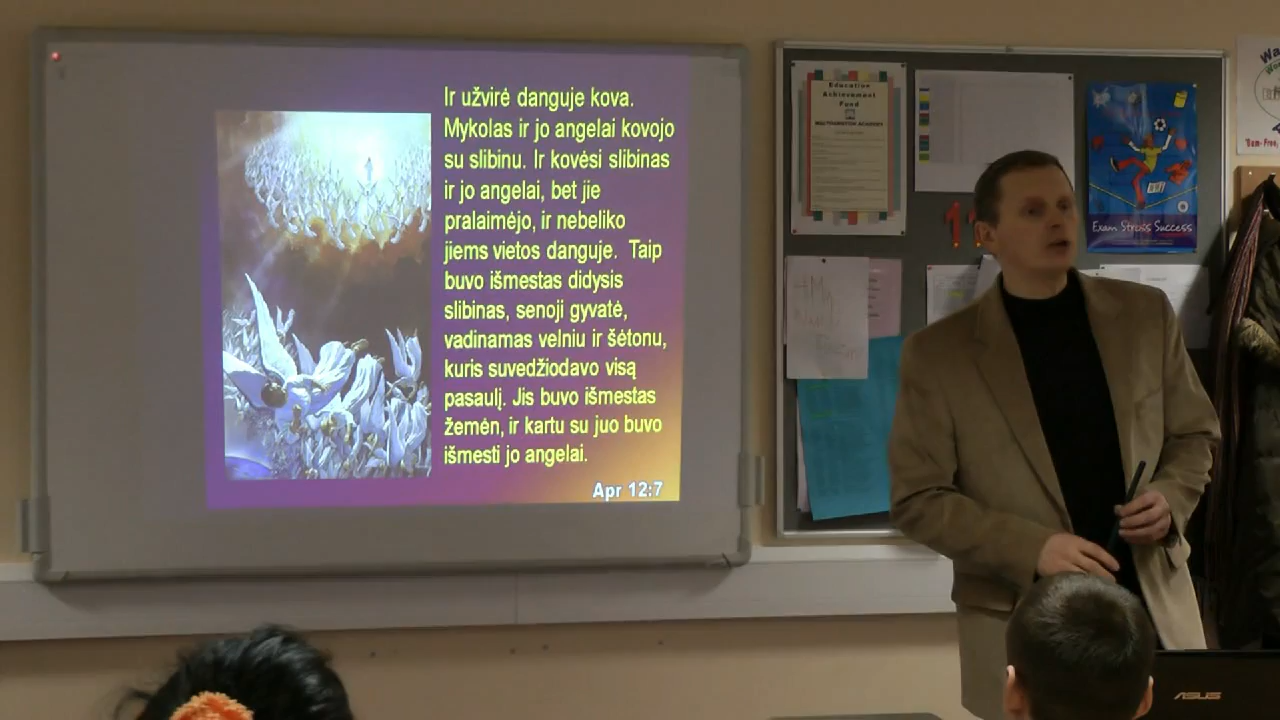 Ir užvirė danguje kova.
Mykolas ir jo angelai kovojo
su slibinu. Ir kovėsi slibinas
ir jo angelai, bet jie
pralaimėjo, ir nebeliko
jiems vietos danguje. Taip
buvo išmestas didysis
slibinas, senoji gyvatė,
vadinamas velniu ir šėtonu,
kuris suvedžiodavo visą
pasaulį. Jis buvo išmestas
žemėn, ir kartu su juo buvo
išmesti jo angelai.
Apr 12:7
Educative
Achievement
Fund
Exam Stress Success
ASUS